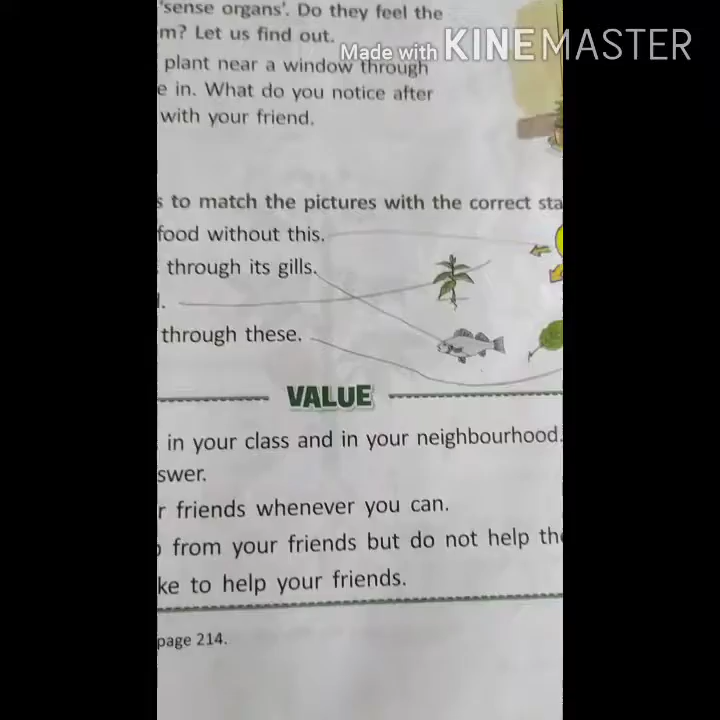 'sense organs'. Do they feel the
m? Let us find out.
Made with KINEMASTER
plant near a window through
e in. What do you notice after
with your friend.
s to match the pictures with the correct sta
food without this.
through its gills.
l.
through these.
VALUE
in your class and in your neighbourhood.
swer.
r friends whenever you can.
from your friends but do not help the
ke to help your friends.
page 214.